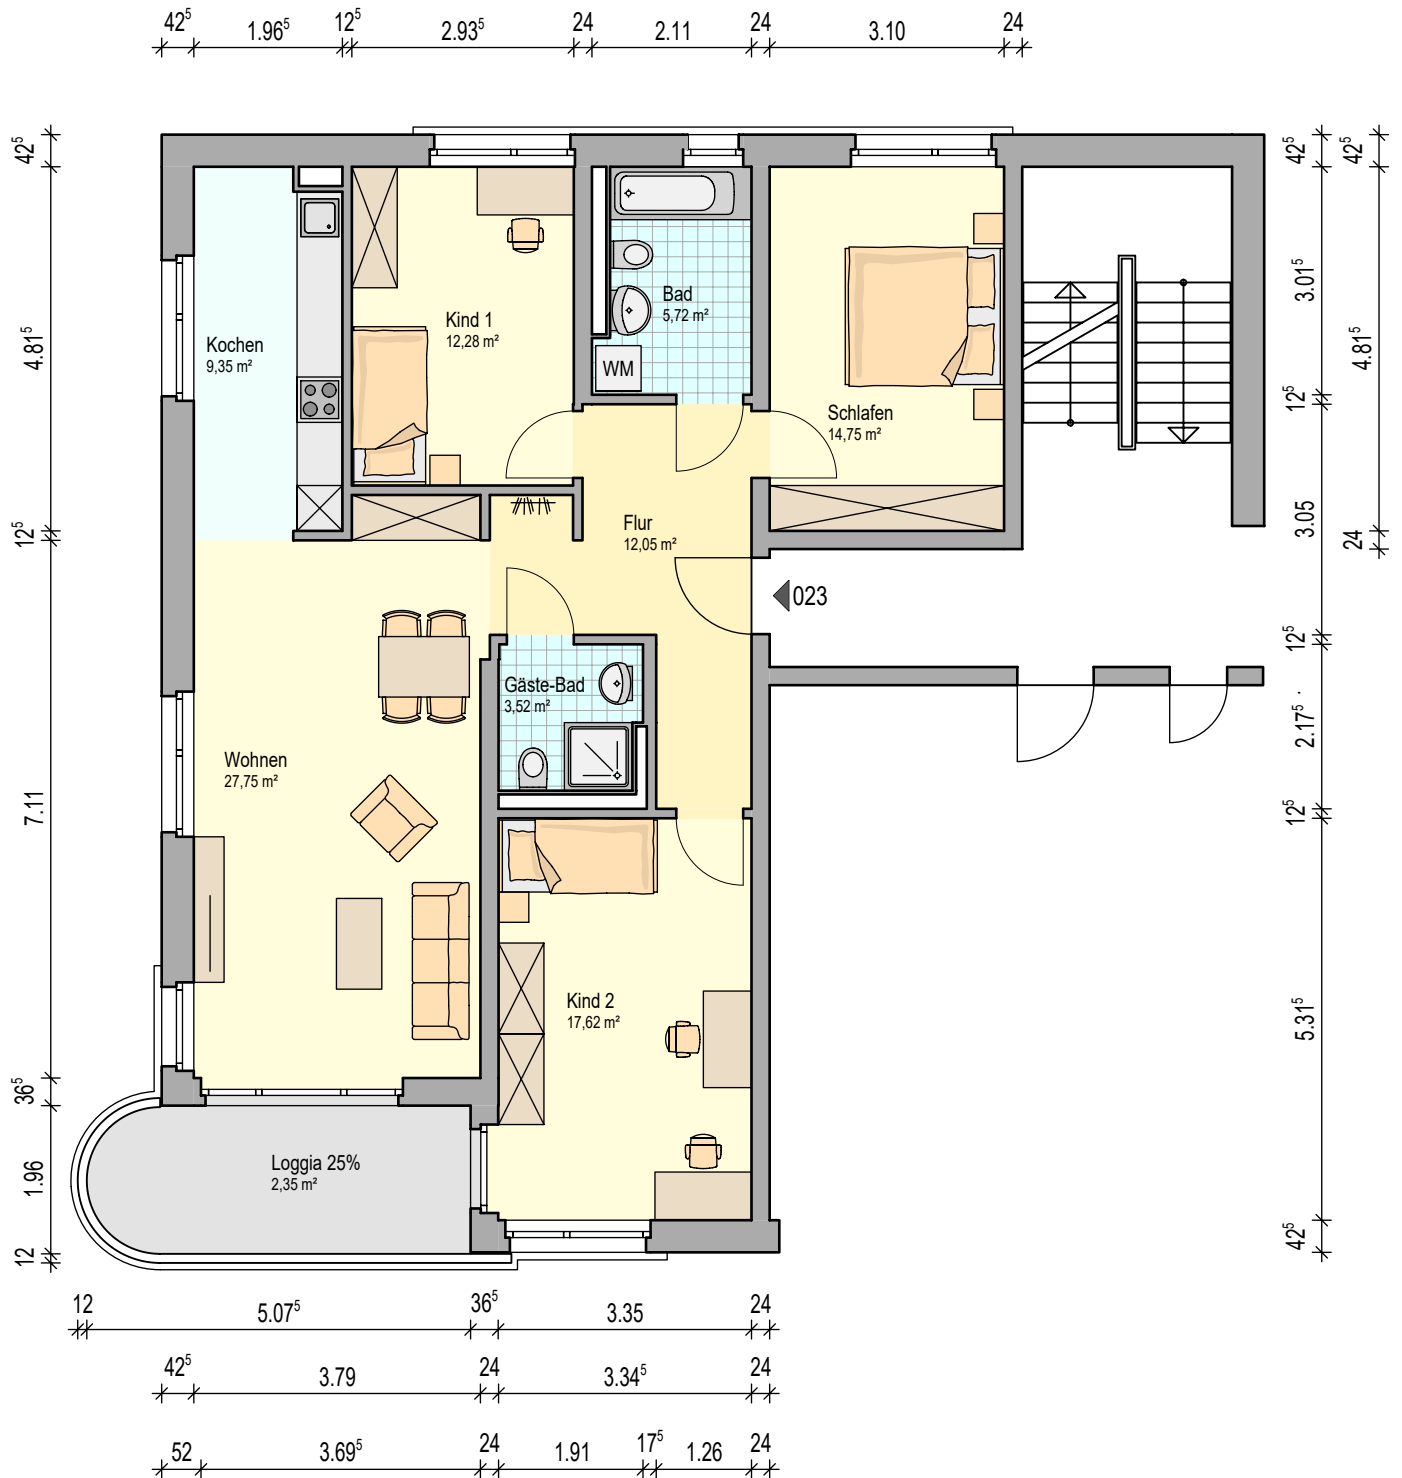 42⁵ 1.96⁵ 12⁵ 2.93⁵ 24 2.11 24 3.10 24
42⁵
4.81⁵
12⁵
7.11
36⁵
1.96
12
Kochen
9,35 m²
Kind 1
12,28 m²
Bad
5,72 m²
WM
Schlafen
14,75 m²
Flur
12,05 m²
023
Gäste-Bad
3,52 m²
Wohnen
27,75 m²
Kind 2
17,62 m²
Loggia 25%
2,35 m²
42⁵
3.01⁵
12⁵
3.05
12⁵
2.17⁵
12⁵
5.31⁵
42⁵
42⁵
4.81⁵
24
12 5.07⁵ 36⁵ 3.35 24
42⁵ 3.79 24 3.34⁵ 24
52 3.69⁵ 24 1.91 17⁵ 1.26 24